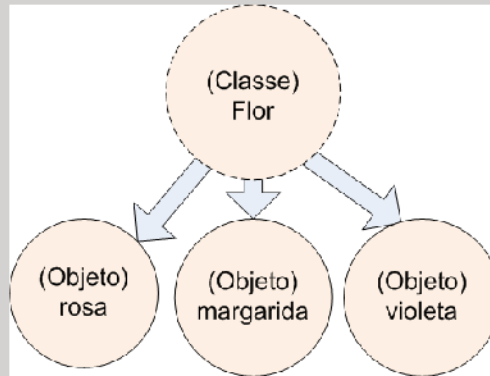 (Classe)
Flor
(Objeto)
rosa
(Objeto)
margarida
(Objeto)
violeta